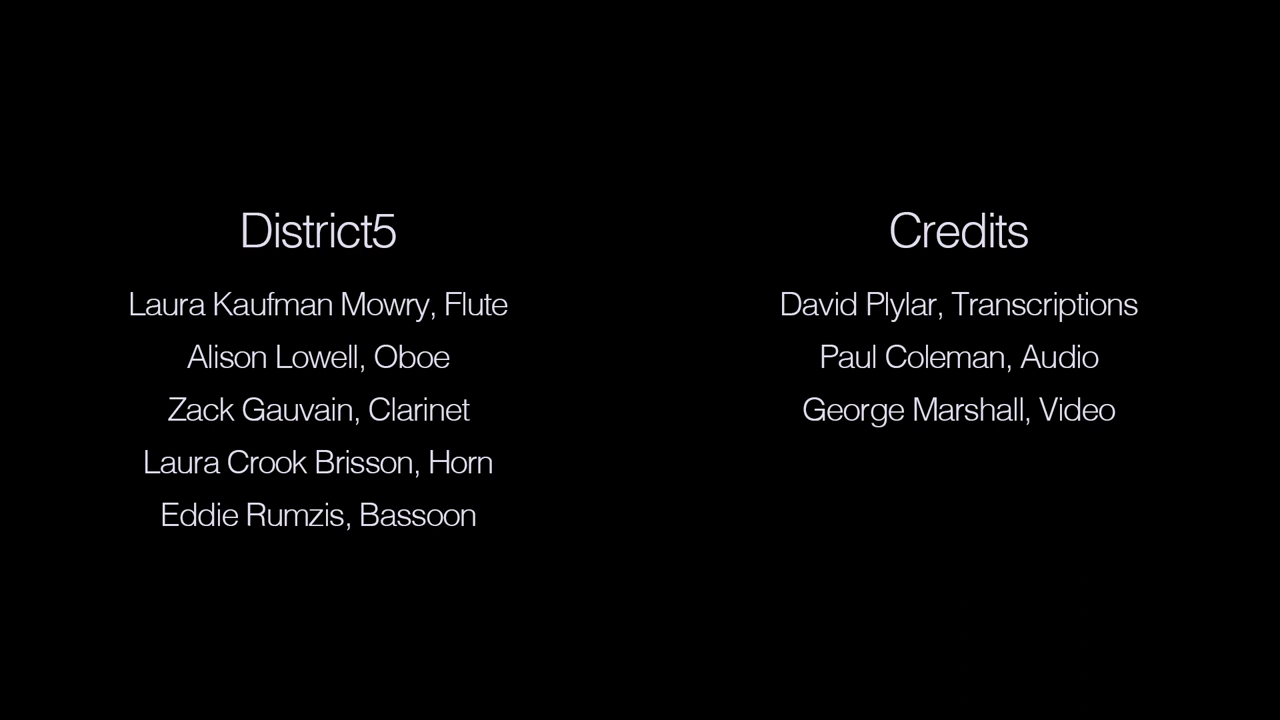 District5
Laura Kaufman Mowry, Flute
Alison Lowell, Oboe
Zack Gauvain, Clarinet
Laura Crook Brisson, Horn
Eddie Rumzis, Bassoon
Credits
David Plylar, Transcriptions
Paul Coleman, Audio
George Marshall, Video